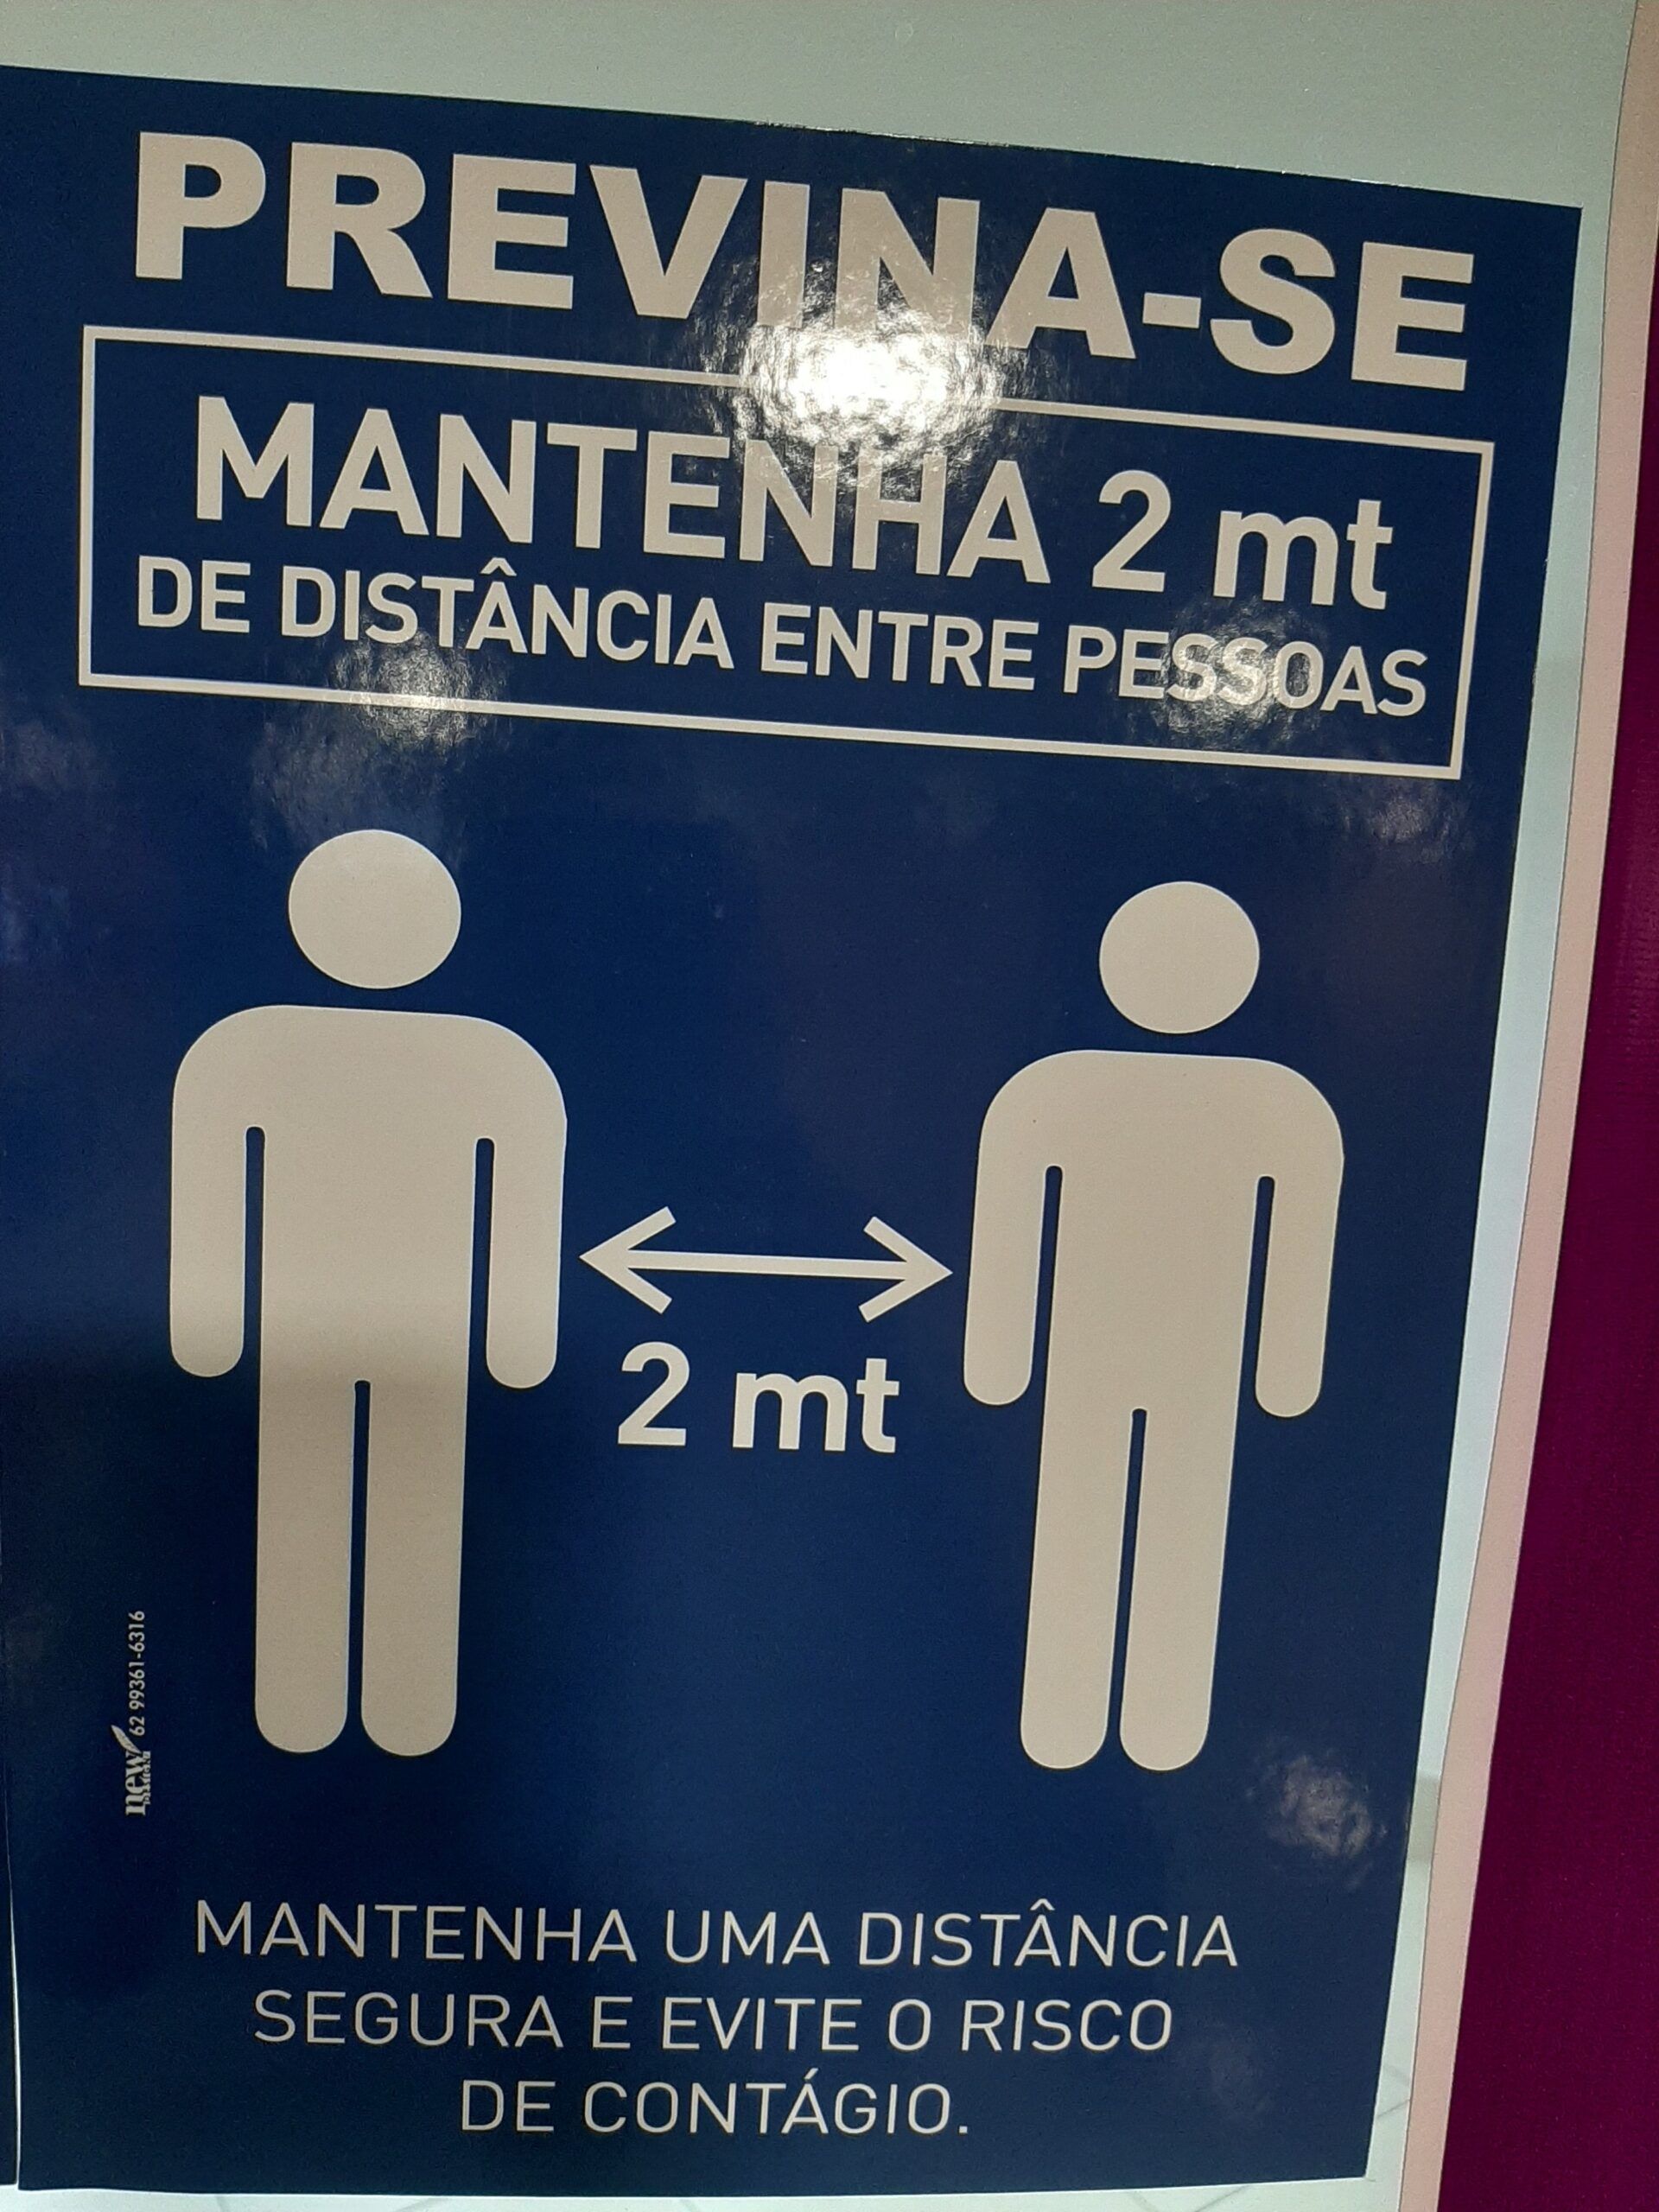 PREVINA-SE
MANTENHA 2 mt
DE DISTÂNCIA ENTRE PESSOAS
2 mt
new 62 99361-6316
MANTENHA UMA DISTÂNCIA
SEGURA E EVITE O RISCO
DE CONTÁGIO.